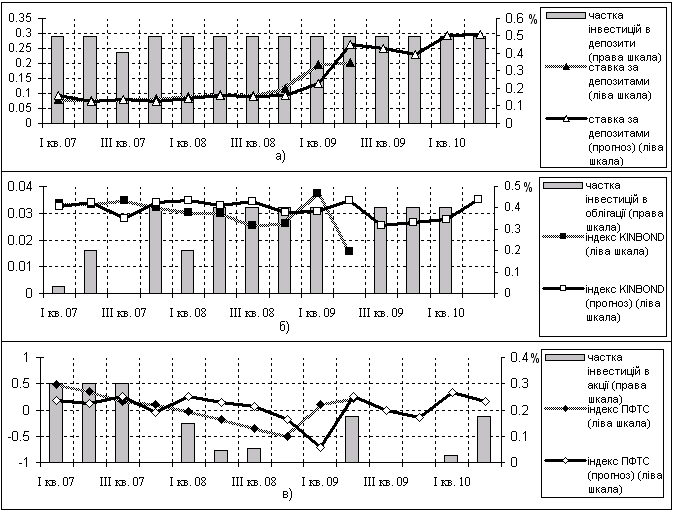 0.35
0.3
0.25
0.2
0.15
0.1
0.05
0
0.6 %
0.5
0.4
0.3
0.2
0.1
0
I кв. 07
III кв. 07
I кв. 08
III кв. 08
I кв. 09
III кв. 09
I кв. 10
а)
частка
інвестицій в
депозити
(права шкала)
ставка за
депозитами
(ліва шкала)
ставка за
депозитами
(прогноз) (ліва
шкала)
0.04
0.03
0.02
0.01
0.5 %
0.4
0.3
0.2
0.1
0
I кв. 07
III кв. 07
I кв. 08
III кв. 08
I кв. 09
III кв. 09
I кв. 10
б)
частка
інвестицій в
облігації (права
шкала)
індекс KINBOND
(ліва шкала)
індекс KINBOND
(прогноз) (ліва
шкала)
1
0.5
0
-0.5
-1
0.4 %
0.3
0.2
0.1
0
I кв. 07
III кв. 07
I кв. 08
III кв. 08
I кв. 09
III кв. 09
I кв. 10
в)
частка
інвестицій в
акції (права
шкала)
індекс ПФТС
(ліва шкала)
індекс ПФТС
(прогноз) (ліва
шкала)